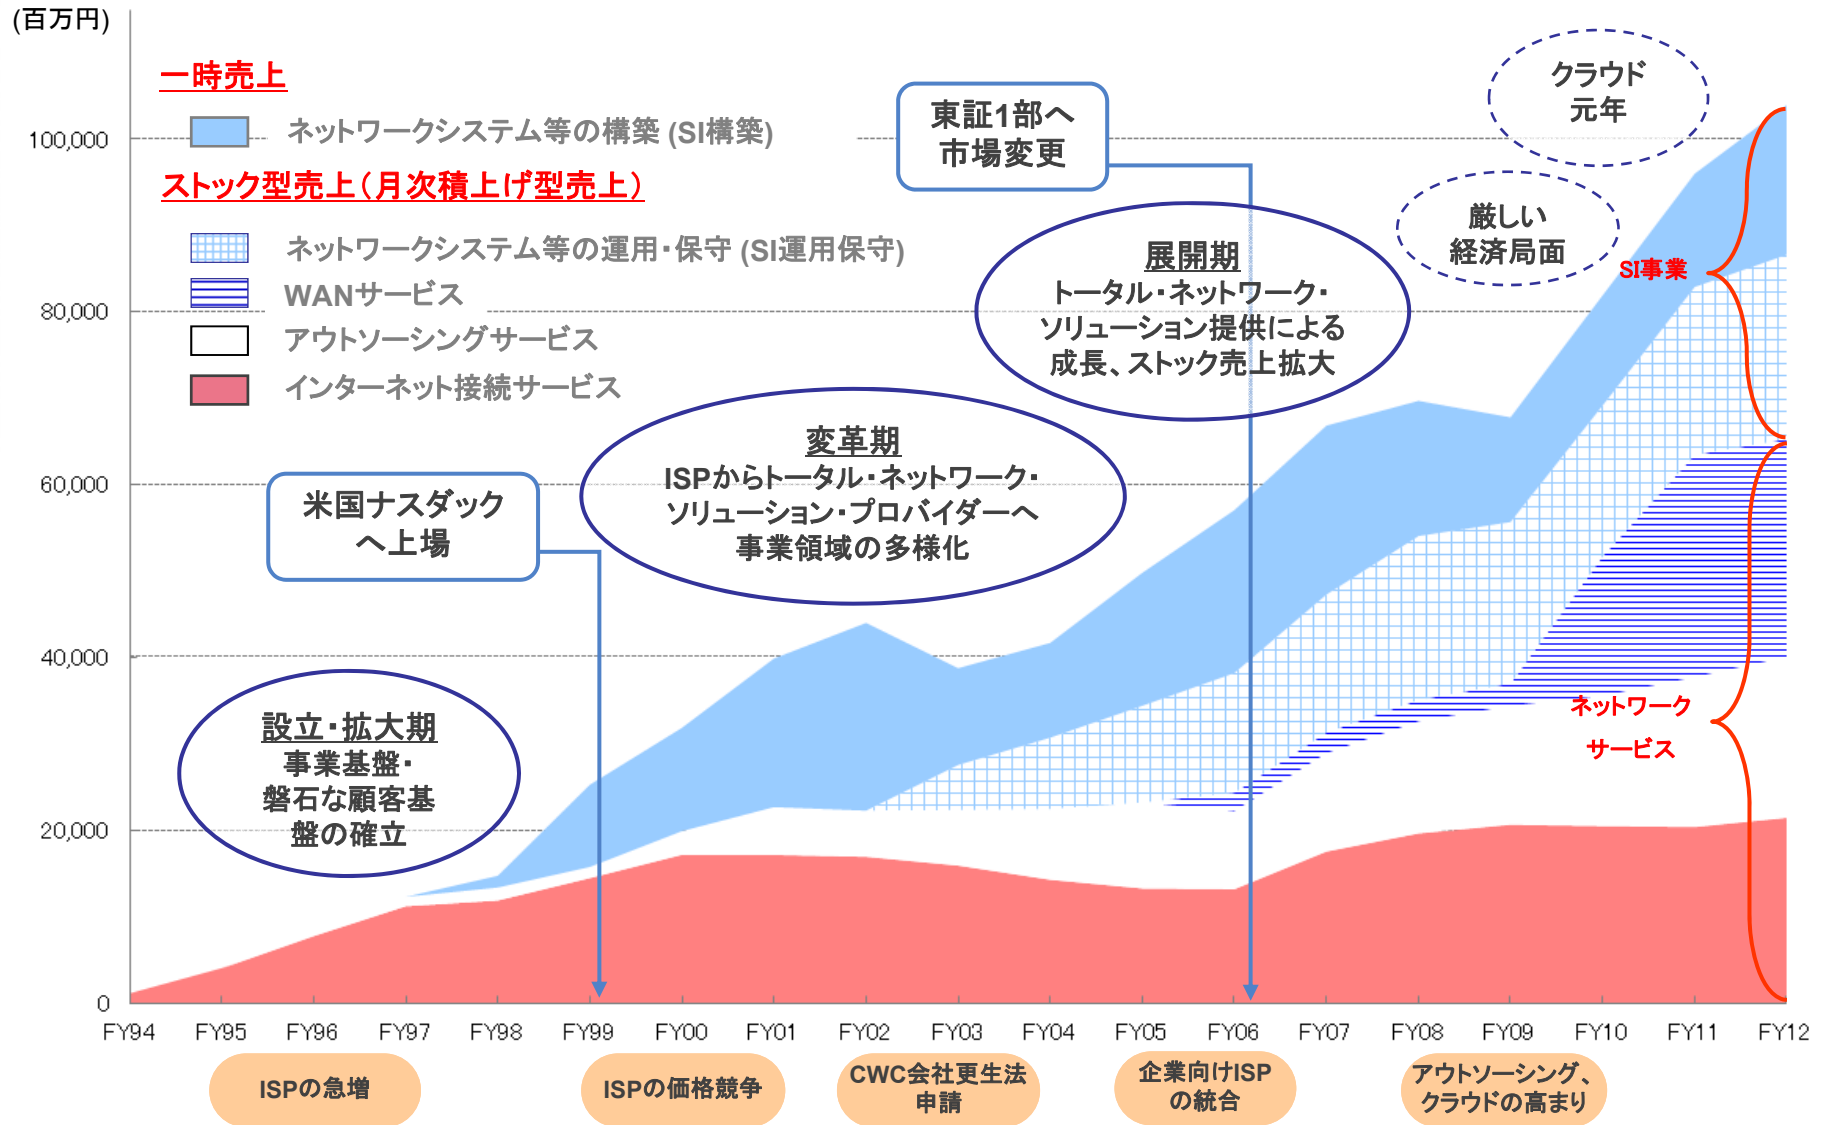 (百万円)
一時売上
ネットワークシステム等の構築 (SI構築)
ストック型売上（月次積上げ型売上）
ネットワークシステム等の運用・保守 (SI運用保守)
WANサービス
アウトソーシングサービス
インターネット接続サービス
東証1部へ
市場変更
クラウド
元年
厳しい
経済局面
展開期
トータル・ネットワーク・
ソリューション提供による
成長、ストック売上拡大
変革期
ISPからトータル・ネットワーク・
ソリューション・プロバイダーへ
事業領域の多様化
米国ナスダック
へ上場
設立・拡大期
事業基盤・
磐石な顧客基
盤の確立
SI事業
ネットワーク
サービス
100,000
80,000
60,000
40,000
20,000
0
FY94 FY95 FY96 FY97 FY98 FY99 FY00 FY01 FY02 FY03 FY04 FY05 FY06 FY07 FY08 FY09 FY10 FY11 FY12
ISPの急増
ISPの価格競争
CWC会社更生法
申請
企業向けISP
の統合
アウトソーシング、
クラウドの高まり